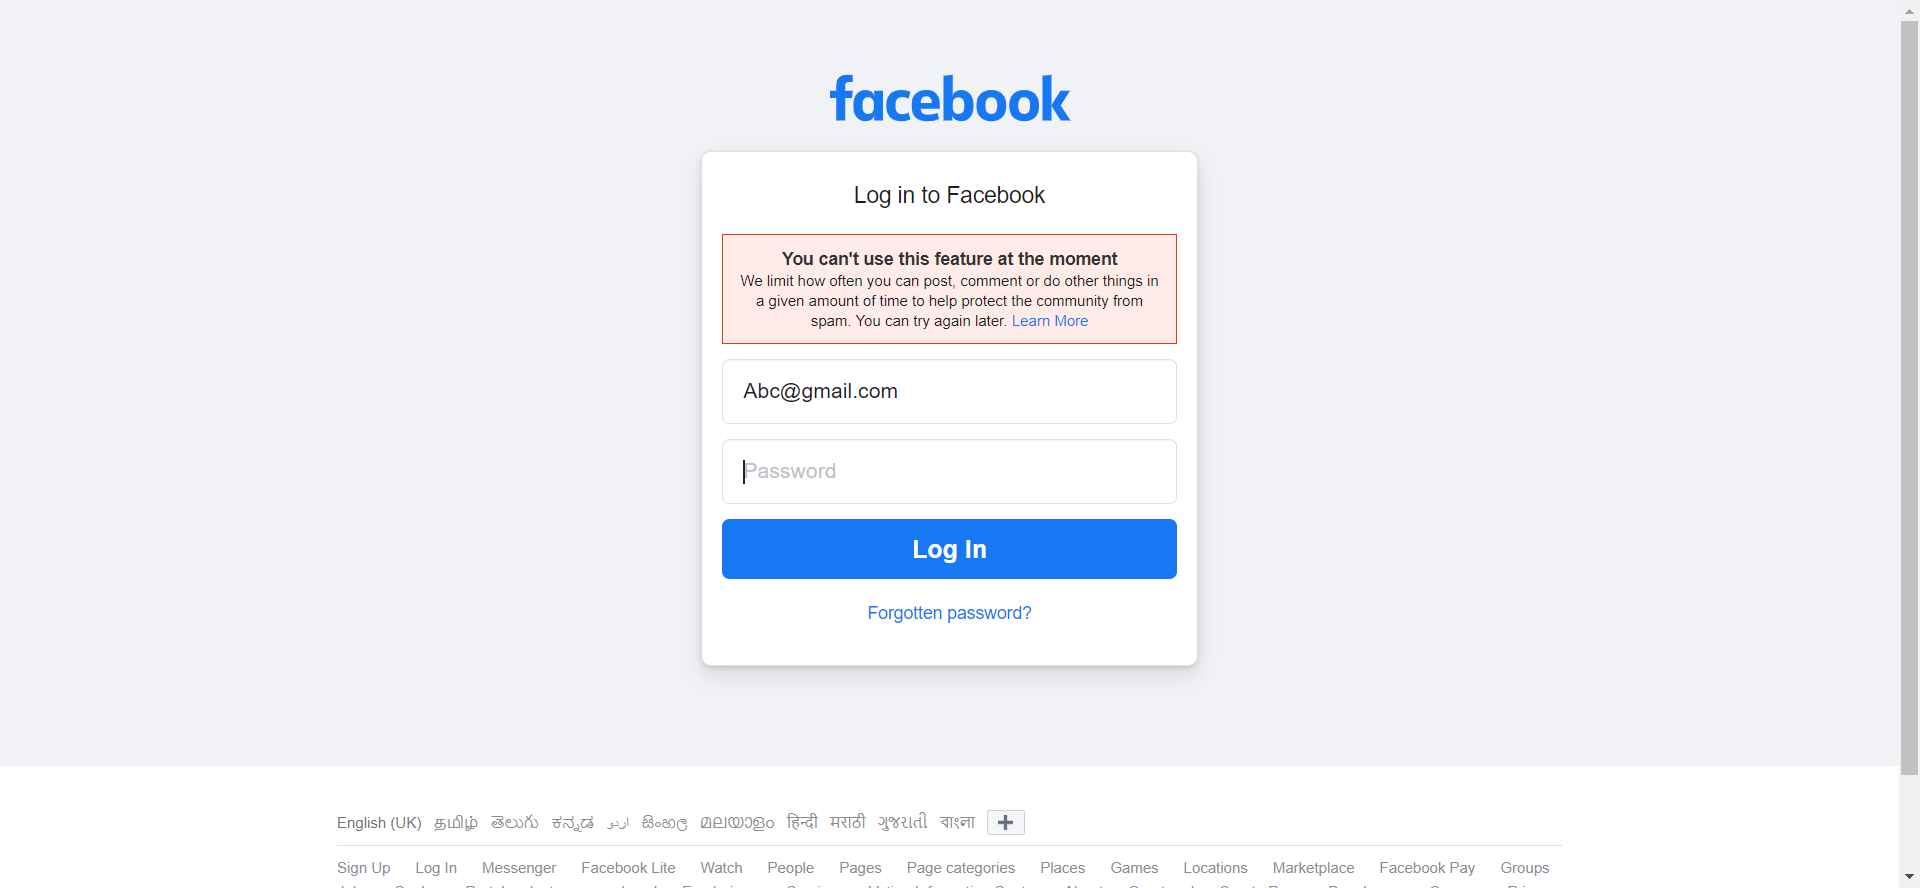 facebook
Log in to Facebook
You can't use this feature at the moment
We limit how often you can post, comment or do other things in
a given amount of time to help protect the community from
spam. You can try again later. Learn More
Abc@gmail.com
Password
Log In
Forgotten password?
English (UK) தமிழ் తెలుగు ಕನ್ನಡ اردو සිංහල മലയാളം हिन्दी मराठी ગુજરાતી বাংলা
Sign Up Log In Messenger Facebook Lite Watch People Pages Page categories Places Games Locations Marketplace Facebook Pay Groups